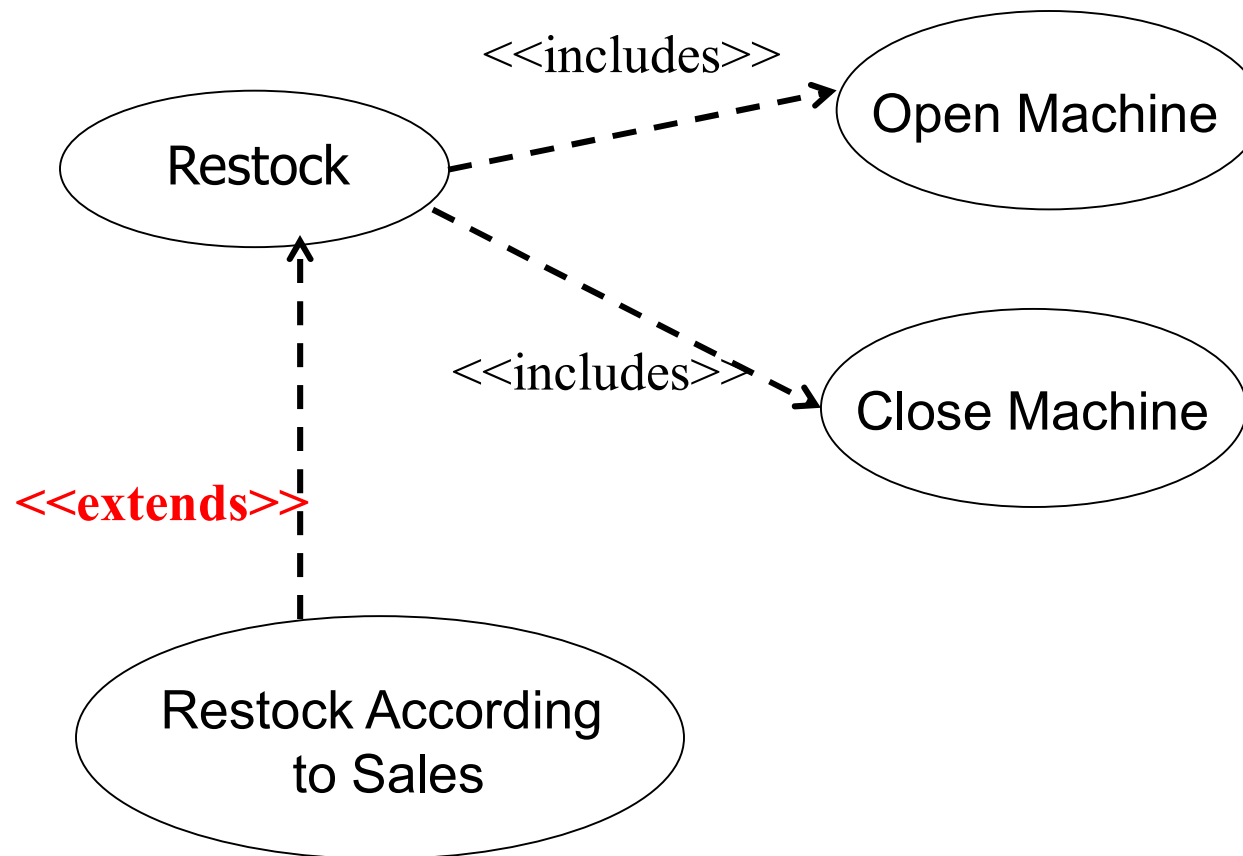 <<includes>>
Open Machine
Restock
<<includes>>
Close Machine
<<extends>>
Restock According
to Sales